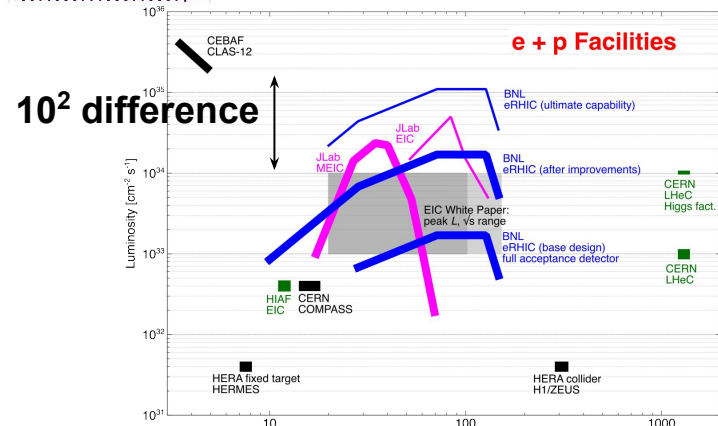 10³⁶
CEBAF
CLAS-12
e + p Facilities
10² difference
10³⁵
BNL
eRHIC (ultimate capability)
JLab
EIC
JLab
MEIC
BNL
eRHIC (after improvements)
10³⁴
CERN
LHeC
Higgs fact.
Luminosity [cm⁻² s⁻¹]
EIC White Paper:
peak L, √s range
BNL
eRHIC (base design)
full acceptance detector
10³³
CERN
LHeC
HIAF
EIC
CERN
COMPASS
10³²
HERA fixed target
HERMES
HERA collider
H1/ZEUS
10³¹
10
100
1000